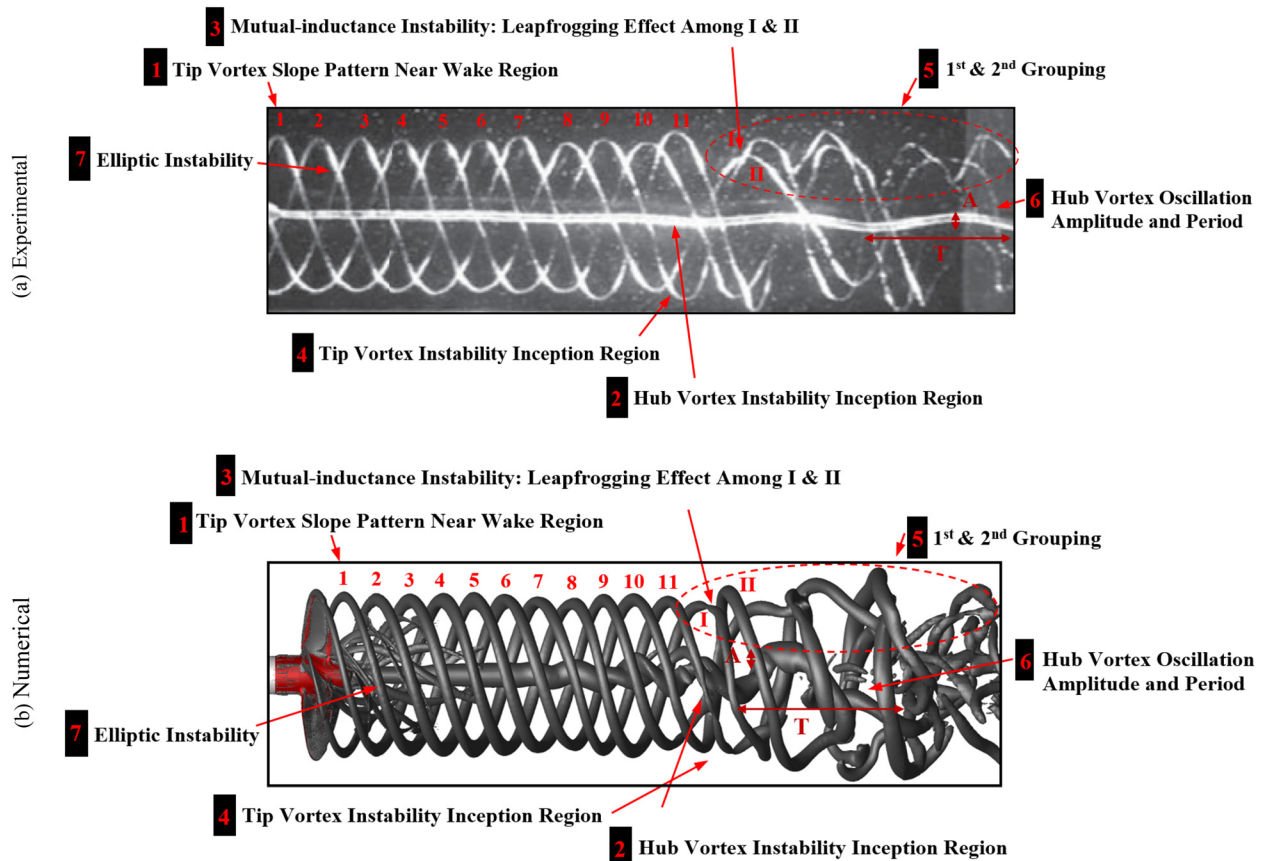 3 Mutual-inductance Instability: Leapfrogging Effect Among I & II
1 Tip Vortex Slope Pattern Near Wake Region
5 1st & 2nd Grouping
1 2 3 4 5 6 7 8 9 10 11
7 Elliptic Instability
I
II
A
6 Hub Vortex Oscillation
Amplitude and Period
T
(a) Experimental
4 Tip Vortex Instability Inception Region
2 Hub Vortex Instability Inception Region
3 Mutual-inductance Instability: Leapfrogging Effect Among I & II
1 Tip Vortex Slope Pattern Near Wake Region
5 1st & 2nd Grouping
1 2 3 4 5 6 7 8 9 10 11
II
I
A
6 Hub Vortex Oscillation
Amplitude and Period
T
7 Elliptic Instability
(b) Numerical
4 Tip Vortex Instability Inception Region
2 Hub Vortex Instability Inception Region